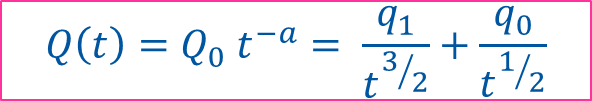 Q(t) = Q₀ t⁻ᵃ = q₁/t^(3/2) + q₀/t^(1/2)